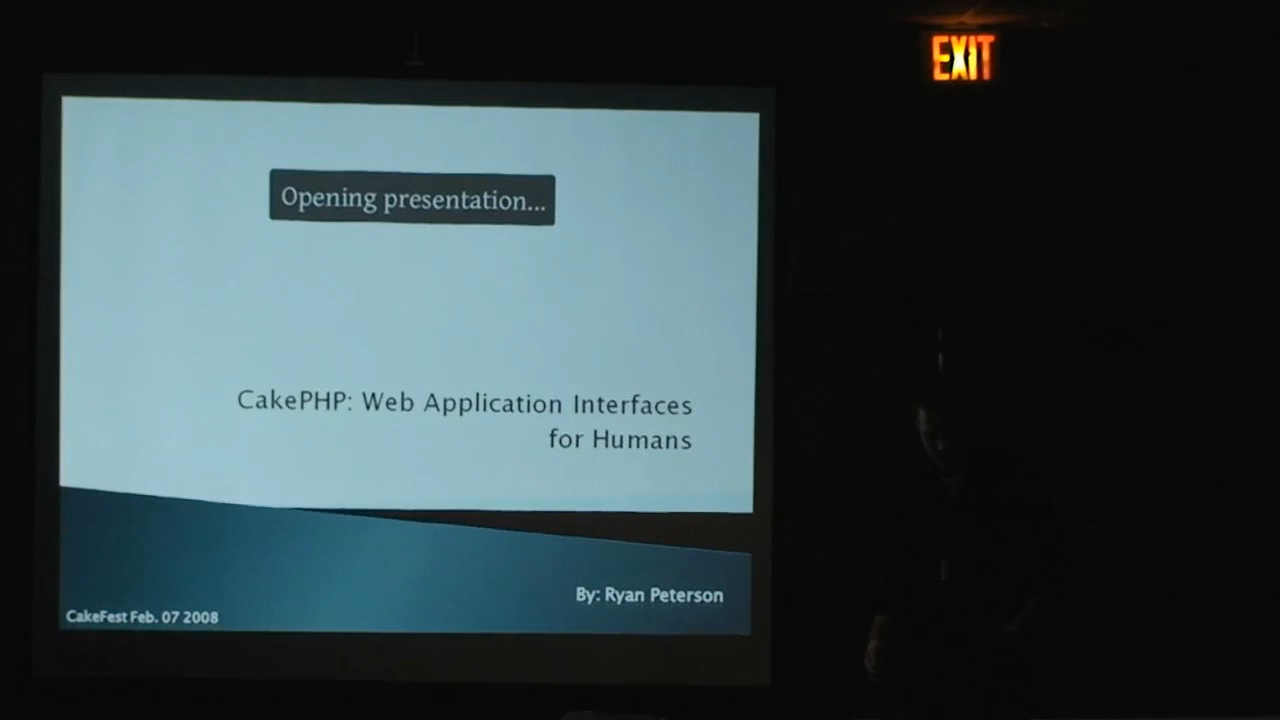 EXIT
Opening presentation...
CakePHP: Web Application Interfaces
for Humans
By: Ryan Peterson
CakeFest Feb. 07 2008